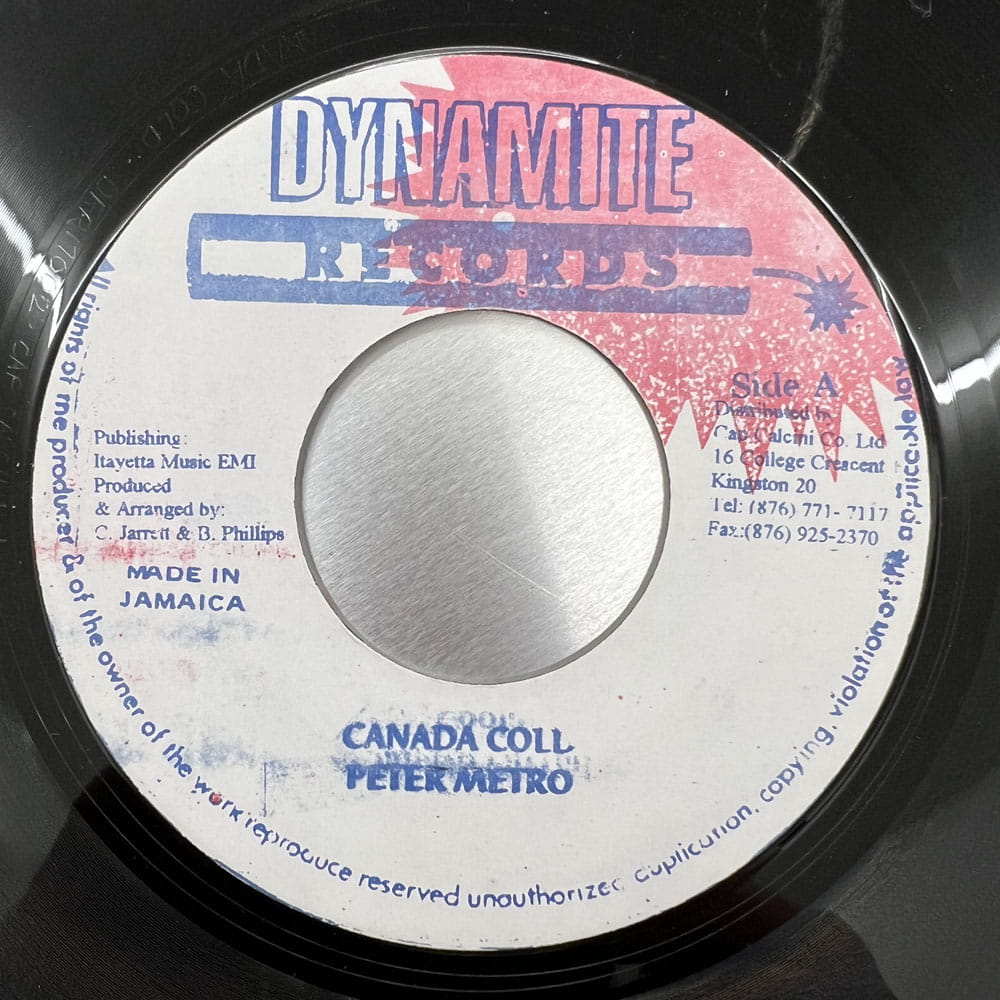 DYNAMITE
RECORDS
Side A
Distributed by
Cap Calcini Co. Ltd
16 College Crescent
Kingston 20
Tel: (876) 771-7117
Fax:(876) 925-2370
Publishing:
Itayetta Music EMI
Produced
& Arranged by:
C. Jarrett & B. Phillips
MADE IN
JAMAICA
CANADA COLL
PETER METRO
All rights of the producer & of the owner of the work reproduce reserved unauthorized duplication, copying, violation of the